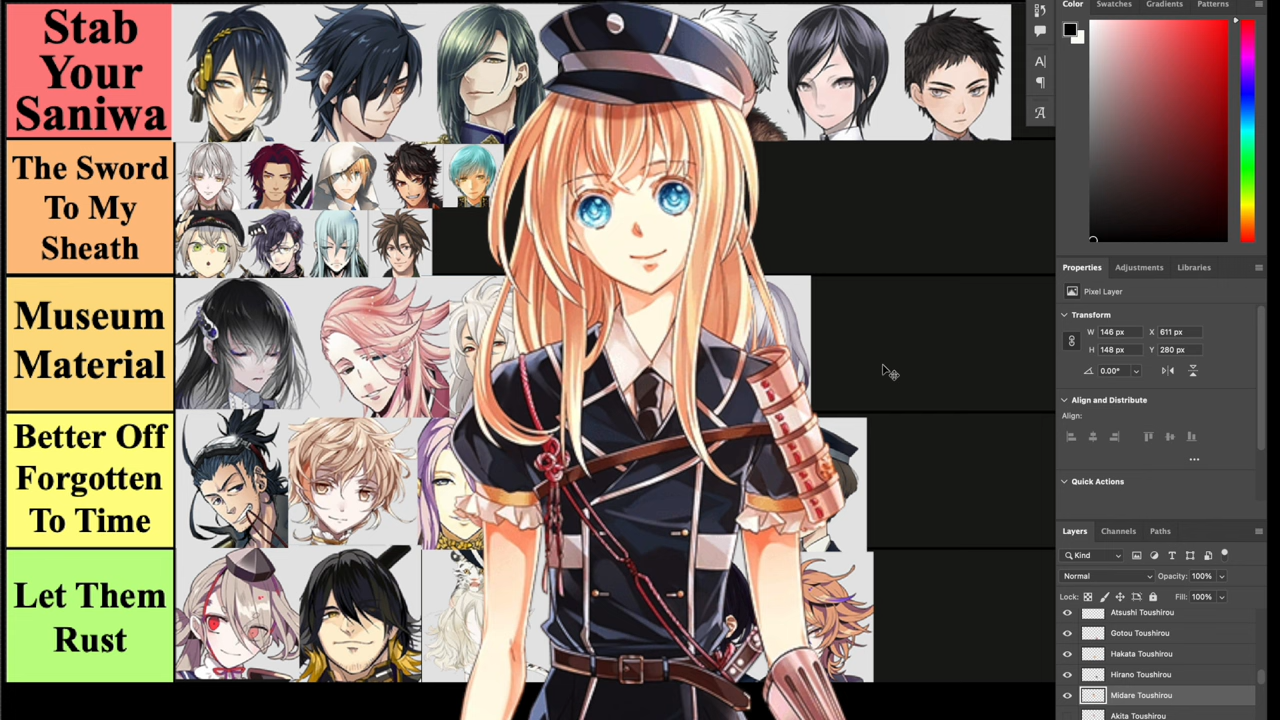 Stab
Your
Saniwa
The Sword
To My
Sheath
Museum
Material
Better Off
Forgotten
To Time
Let Them
Rust
Color
Swatches
Gradients
Patterns
Properties
Adjustments
Libraries
Pixel Layer
Transform
W 146 px X 611 px
H 148 px Y 280 px
0.00°
Align and Distribute
Align:
Quick Actions
Layers
Channels
Paths
Kind
Normal Opacity: 100%
Lock: Fill: 100%
Atsushi Toushirou
Gotou Toushirou
Hakata Toushirou
Hirano Toushirou
Midare Toushirou
Akita Toushirou